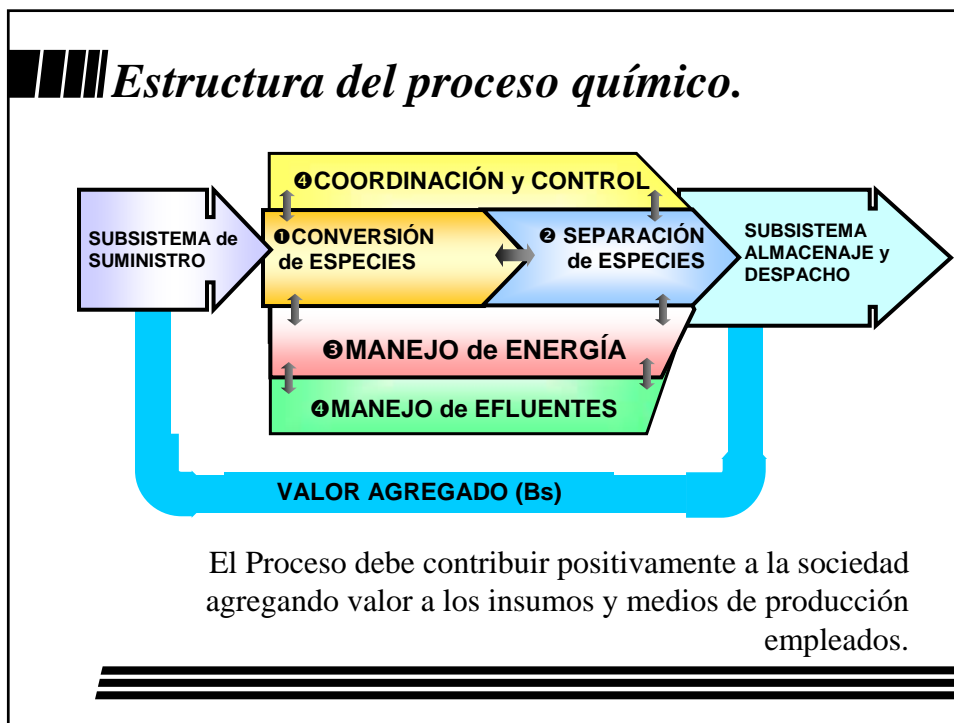 Estructura del proceso químico.
❹COORDINACIÓN y CONTROL
SUBSISTEMA de
SUMINISTRO
❶CONVERSIÓN
de ESPECIES
❷ SEPARACIÓN
de ESPECIES
SUBSISTEMA
ALMACENAJE y
DESPACHO
❸MANEJO de ENERGÍA
❹MANEJO de EFLUENTES
VALOR AGREGADO (Bs)
El Proceso debe contribuir positivamente a la sociedad
agregando valor a los insumos y medios de producción
empleados.